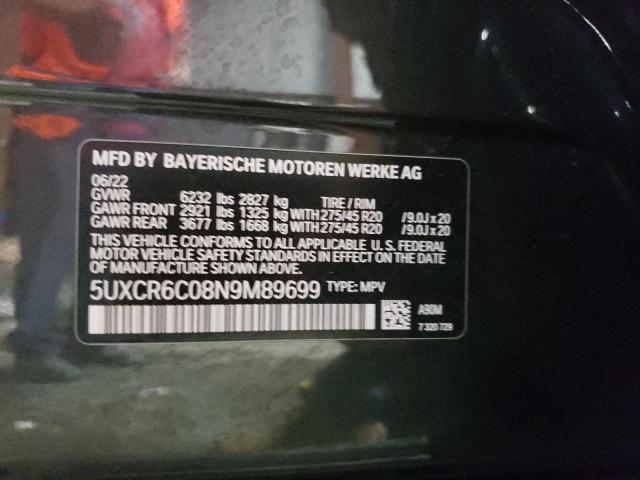 MFD BY BAYERISCHE MOTOREN WERKE AG
06/22
GVWR 6232 lbs 2827 kg TIRE / RIM
GAWR FRONT 2921 lbs 1325 kg WITH 275/45 R20 /9.0J x 20
GAWR REAR 3677 lbs 1668 kg WITH 275/45 R20 /9.0J x 20
THIS VEHICLE CONFORMS TO ALL APPLICABLE U. S. FEDERAL
MOTOR VEHICLE SAFETY STANDARDS IN EFFECT ON THE DATE
OF MANUFACTURE SHOWN ABOVE.
5UXCR6C08N9M89699 TYPE: MPV
A90M
7 320 729